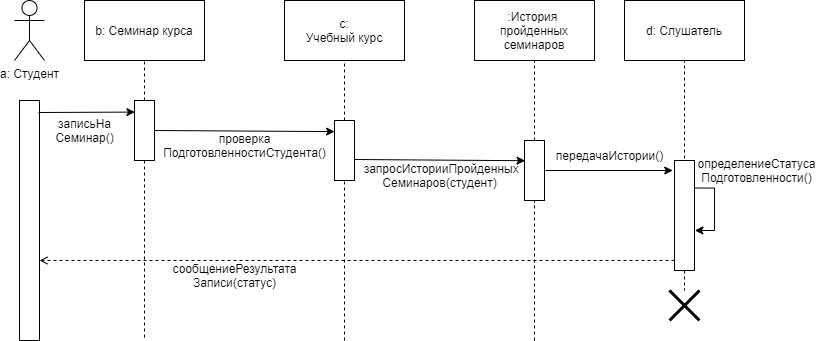 b: Семинар курса
c:
Учебный курс
:История
пройденных
семинаров
d: Слушатель
а: Студент
записьНа
Семинар()
проверка
ПодготовленностиСтудента()
запросИсторииПройденных
Семинаров(студент)
передачаИстории()
определениеСтатуса
Подготовленности()
сообщениеРезультата
Записи(статус)